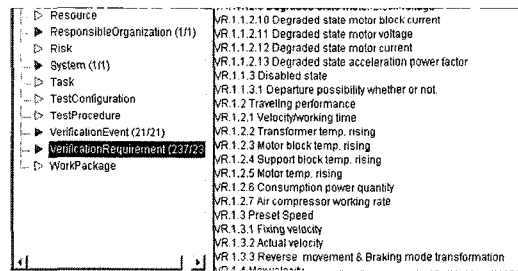 Resource
ResponsibleOrganization (1/1)
Risk
System (1/1)
Task
TestConfiguration
TestProcedure
VerificationEvent (21/21)
VerificationRequirement (237/23
WorkPackage
VR.1.1.2.10 Degraded state motor block current
VR.1.1.2.11 Degraded state motor voltage
VR.1.1.2.12 Degraded state motor current
VR.1.1.2.13 Degraded state acceleration power factor
VR.1.1.3 Disabled state
VR.1.1.3.1 Departure possibility whether or not.
VR.1.2 Traveling performance
VR.1.2.1 Velocity/working time
VR.1.2.2 Transformer temp. rising
VR.1.2.3 Motor block temp. rising
VR.1.2.4 Support block temp. rising
VR.1.2.5 Motor temp. rising
VR.1.2.6 Consumption power quantity
VR.1.2.7 Air compressor working rate
VR.1.3 Preset Speed
VR.1.3.1 Fixing velocity
VR.1.3.2 Actual velocity
VR.1.3.3 Reverse movement & Braking mode transformation